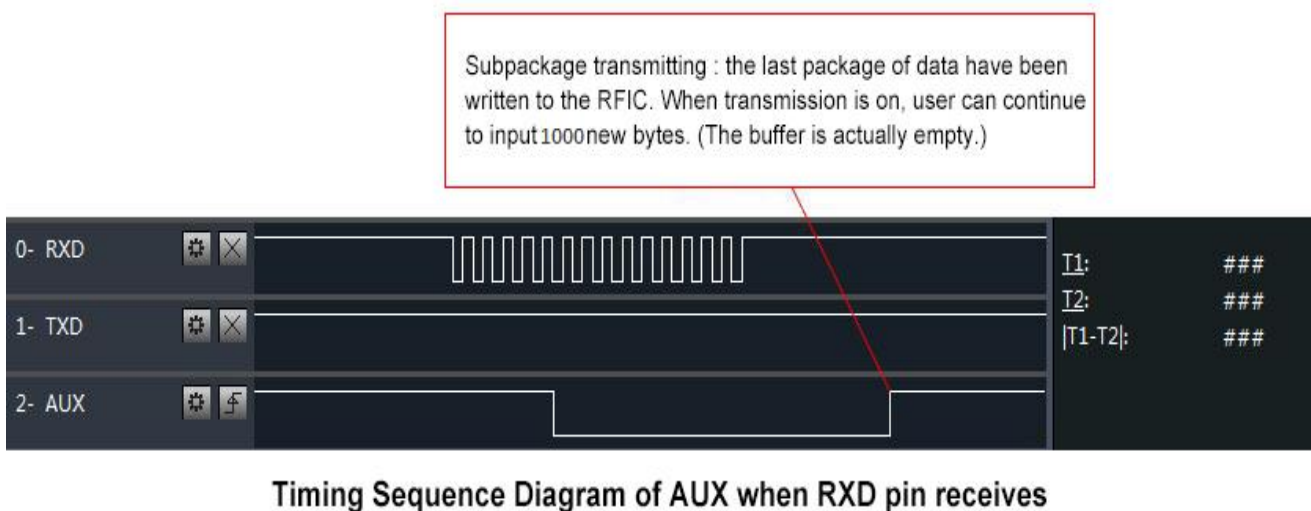 Subpackage transmitting : the last package of data have been
written to the RFIC. When transmission is on, user can continue
to input 1000 new bytes. (The buffer is actually empty.)
0- RXD
1- TXD
2- AUX
T1: ###
T2: ###
|T1-T2|: ###
Timing Sequence Diagram of AUX when RXD pin receives